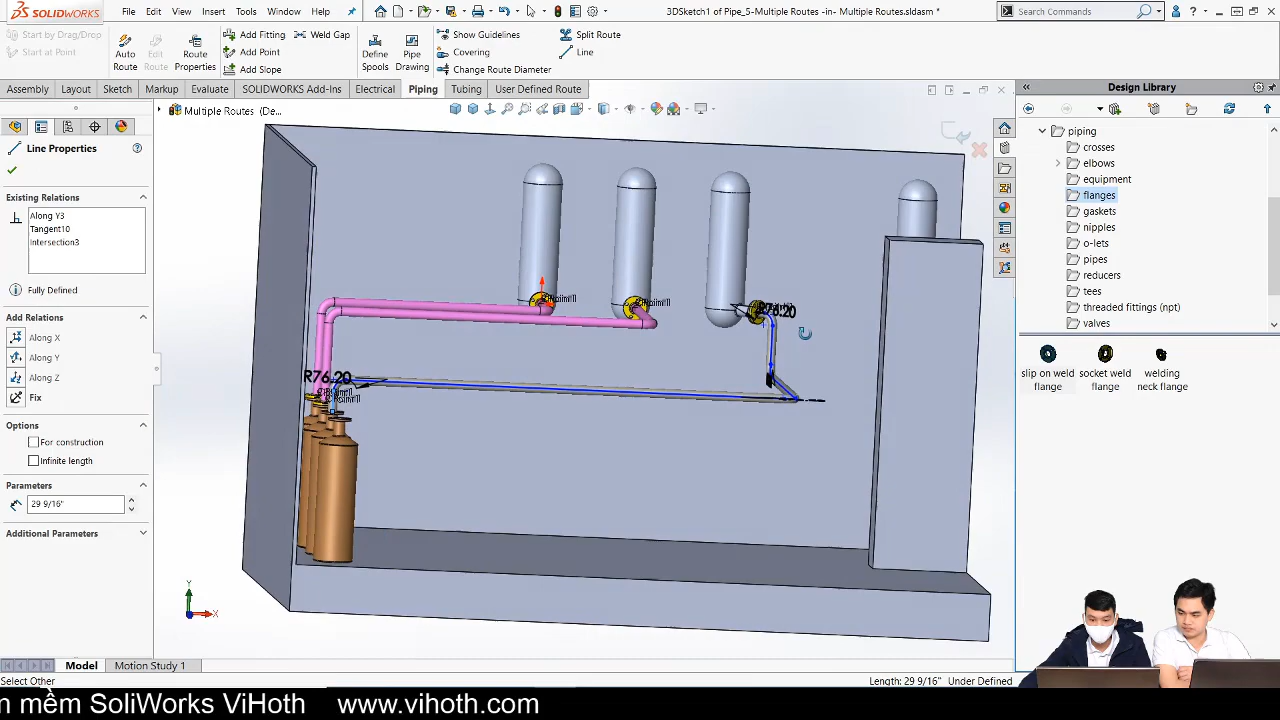 SOLIDWORKS File Edit View Insert Tools Window Help 3DSketch1 of Pipe_5-Multiple Routes -in- Multiple Routes.sldasm * Search Commands
Start by Drag/Drop
Start at Point
Auto Route
Edit Route
Route Properties
Add Fitting
Add Point
Add Slope
Weld Gap
Define Spools
Pipe Drawing
Show Guidelines
Covering
Change Route Diameter
Split Route
Line
Assembly Layout Sketch Markup Evaluate SOLIDWORKS Add-Ins Electrical Piping Tubing User Defined Route
Multiple Routes (De...
Line Properties
Existing Relations
Along Y3
Tangent10
Intersection3
Fully Defined
Add Relations
Along X
Along Y
Along Z
Fix
Options
For construction
Infinite length
Parameters
29 9/16"
Additional Parameters
R76.20
R76.20
Y
X
Design Library
piping
crosses
elbows
equipment
flanges
gaskets
nipples
o-lets
pipes
reducers
tees
threaded fittings (npt)
valves
slip on weld flange
socket weld flange
welding neck flange
Model Motion Study 1
Select Other Length: 29 9/16" Under Defined
m mềm SoliWorks ViHoth www.vihoth.com